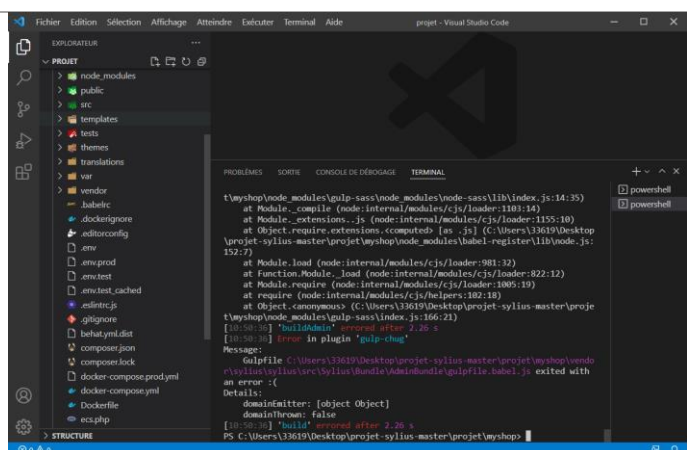 Fichier Edition Sélection Affichage Atteindre Exécuter Terminal Aide projet - Visual Studio Code
EXPLORATEUR
PROJET
node_modules
public
src
templates
tests
themes
translations
var
vendor
.babelrc
.dockerignore
.editorconfig
.env
.env.prod
.env.test
.env.test_cached
.eslintrc.js
.gitignore
behat.yml.dist
composer.json
composer.lock
docker-compose.prod.yml
docker-compose.yml
Dockerfile
ecs.php
STRUCTURE
PROBLÈMES SORTIE CONSOLE DE DÉBOGAGE TERMINAL
powershell
powershell
t\myshop\node_modules\gulp-sass\node_modules\node-sass\lib\index.js:14:35)
at Module._compile (node:internal/modules/cjs/loader:1103:14)
at Module._extensions..js (node:internal/modules/cjs/loader:1155:10)
at Object.require.extensions.<computed> [as .js] (C:\Users\33619\Desktop
\projet-sylius-master\projet\myshop\node_modules\babel-register\lib\node.js:
152:7)
at Module.load (node:internal/modules/cjs/loader:981:32)
at Function.Module._load (node:internal/modules/cjs/loader:822:12)
at Module.require (node:internal/modules/cjs/loader:1005:19)
at require (node:internal/modules/cjs/helpers:102:18)
at Object.<anonymous> (C:\Users\33619\Desktop\projet-sylius-master\proje
t\myshop\node_modules\gulp-sass\index.js:166:21)
[10:50:36] 'buildAdmin' errored after 2.26 s
[10:50:36] Error in plugin 'gulp-chug'
Message:
Gulpfile C:\Users\33619\Desktop\projet-sylius-master\projet\myshop\vendo
r\sylius\sylius\src\Sylius\Bundle\AdminBundle\gulpfile.babel.js exited with
an error :(
Details:
domainEmitter: [object Object]
domainThrown: false
[10:50:36] 'build' errored after 2.26 s
PS C:\Users\33619\Desktop\projet-sylius-master\projet\myshop>